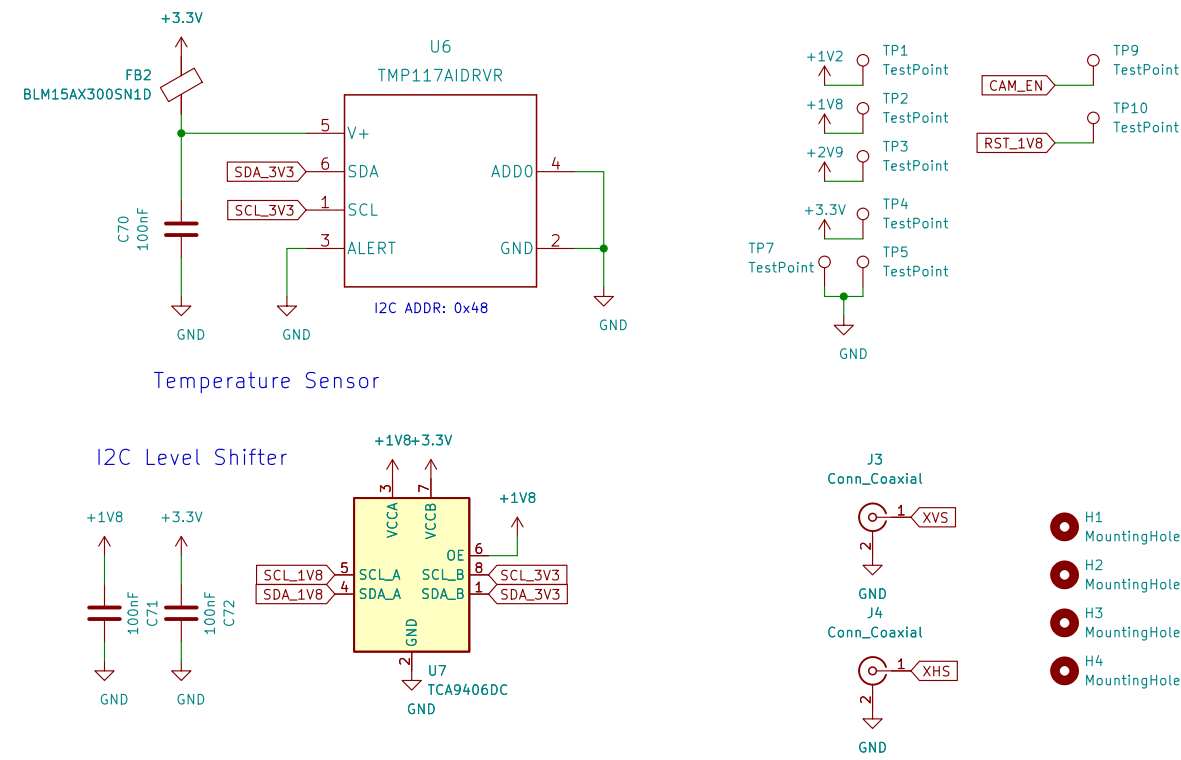 +3.3V
FB2
BLM15AX300SN1D
C70
100nF
GND
U6
TMP117AIDRVR
5
V+
SDA_3V3
6
SDA
SCL_3V3
1
SCL
3
ALERT
ADD0
4
GND
2
I2C ADDR: 0x48
GND
GND
Temperature Sensor
+1V2
TP1
TestPoint
+1V8
TP2
TestPoint
+2V9
TP3
TestPoint
+3.3V
TP4
TestPoint
TP7
TestPoint
TP5
TestPoint
GND
TP9
TestPoint
CAM_EN
TP10
TestPoint
RST_1V8
I2C Level Shifter
+1V8
100nF
C71
GND
+3.3V
100nF
C72
GND
+1V8
+3.3V
3
7
VCCA
VCCB
+1V8
OE
6
SCL_1V8
5
SCL_A
SCL_B
8
SCL_3V3
SDA_1V8
4
SDA_A
SDA_B
1
SDA_3V3
GND
2
U7
TCA9406DC
GND
J3
Conn_Coaxial
1
XVS
2
GND
J4
Conn_Coaxial
1
XHS
2
GND
H1
MountingHole
H2
MountingHole
H3
MountingHole
H4
MountingHole